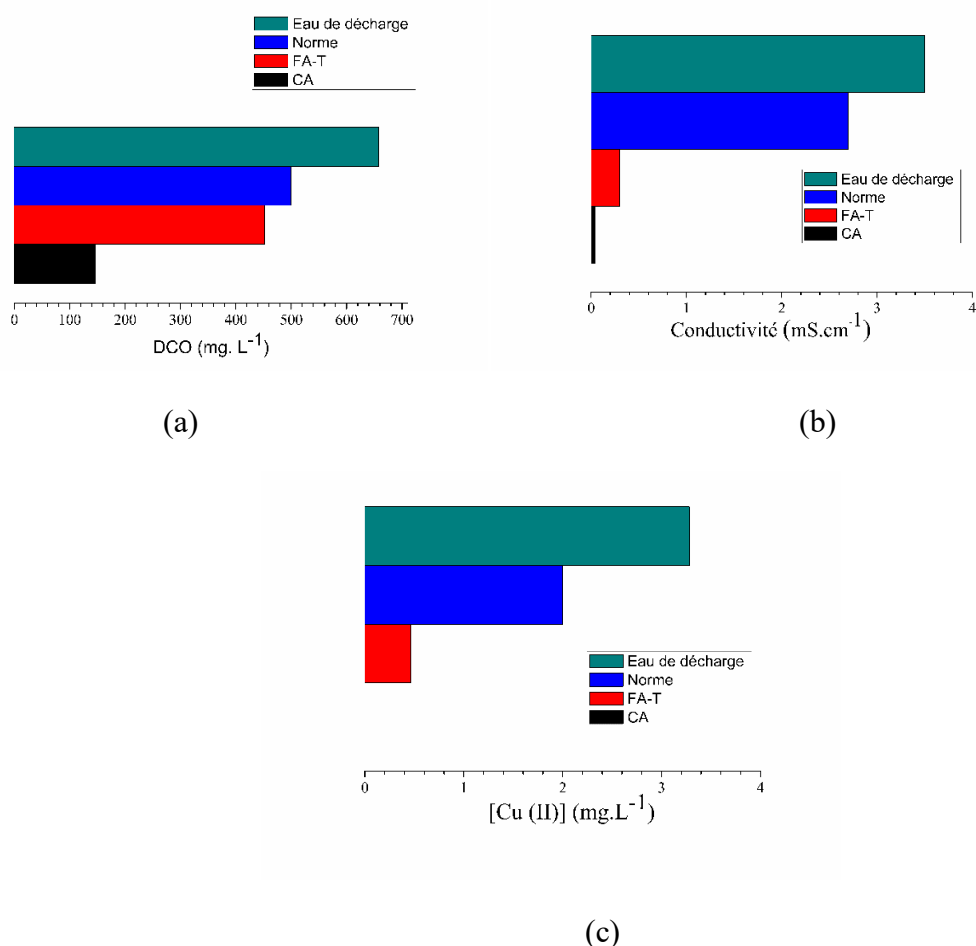 Eau de décharge
Norme
FA-T
CA
0 100 200 300 400 500 600 700
DCO (mg. L⁻¹)
(a)
Eau de décharge
Norme
FA-T
CA
0 1 2 3 4
Conductivité (mS.cm⁻¹)
(b)
Eau de décharge
Norme
FA-T
CA
0 1 2 3 4
[Cu (II)] (mg.L⁻¹)
(c)